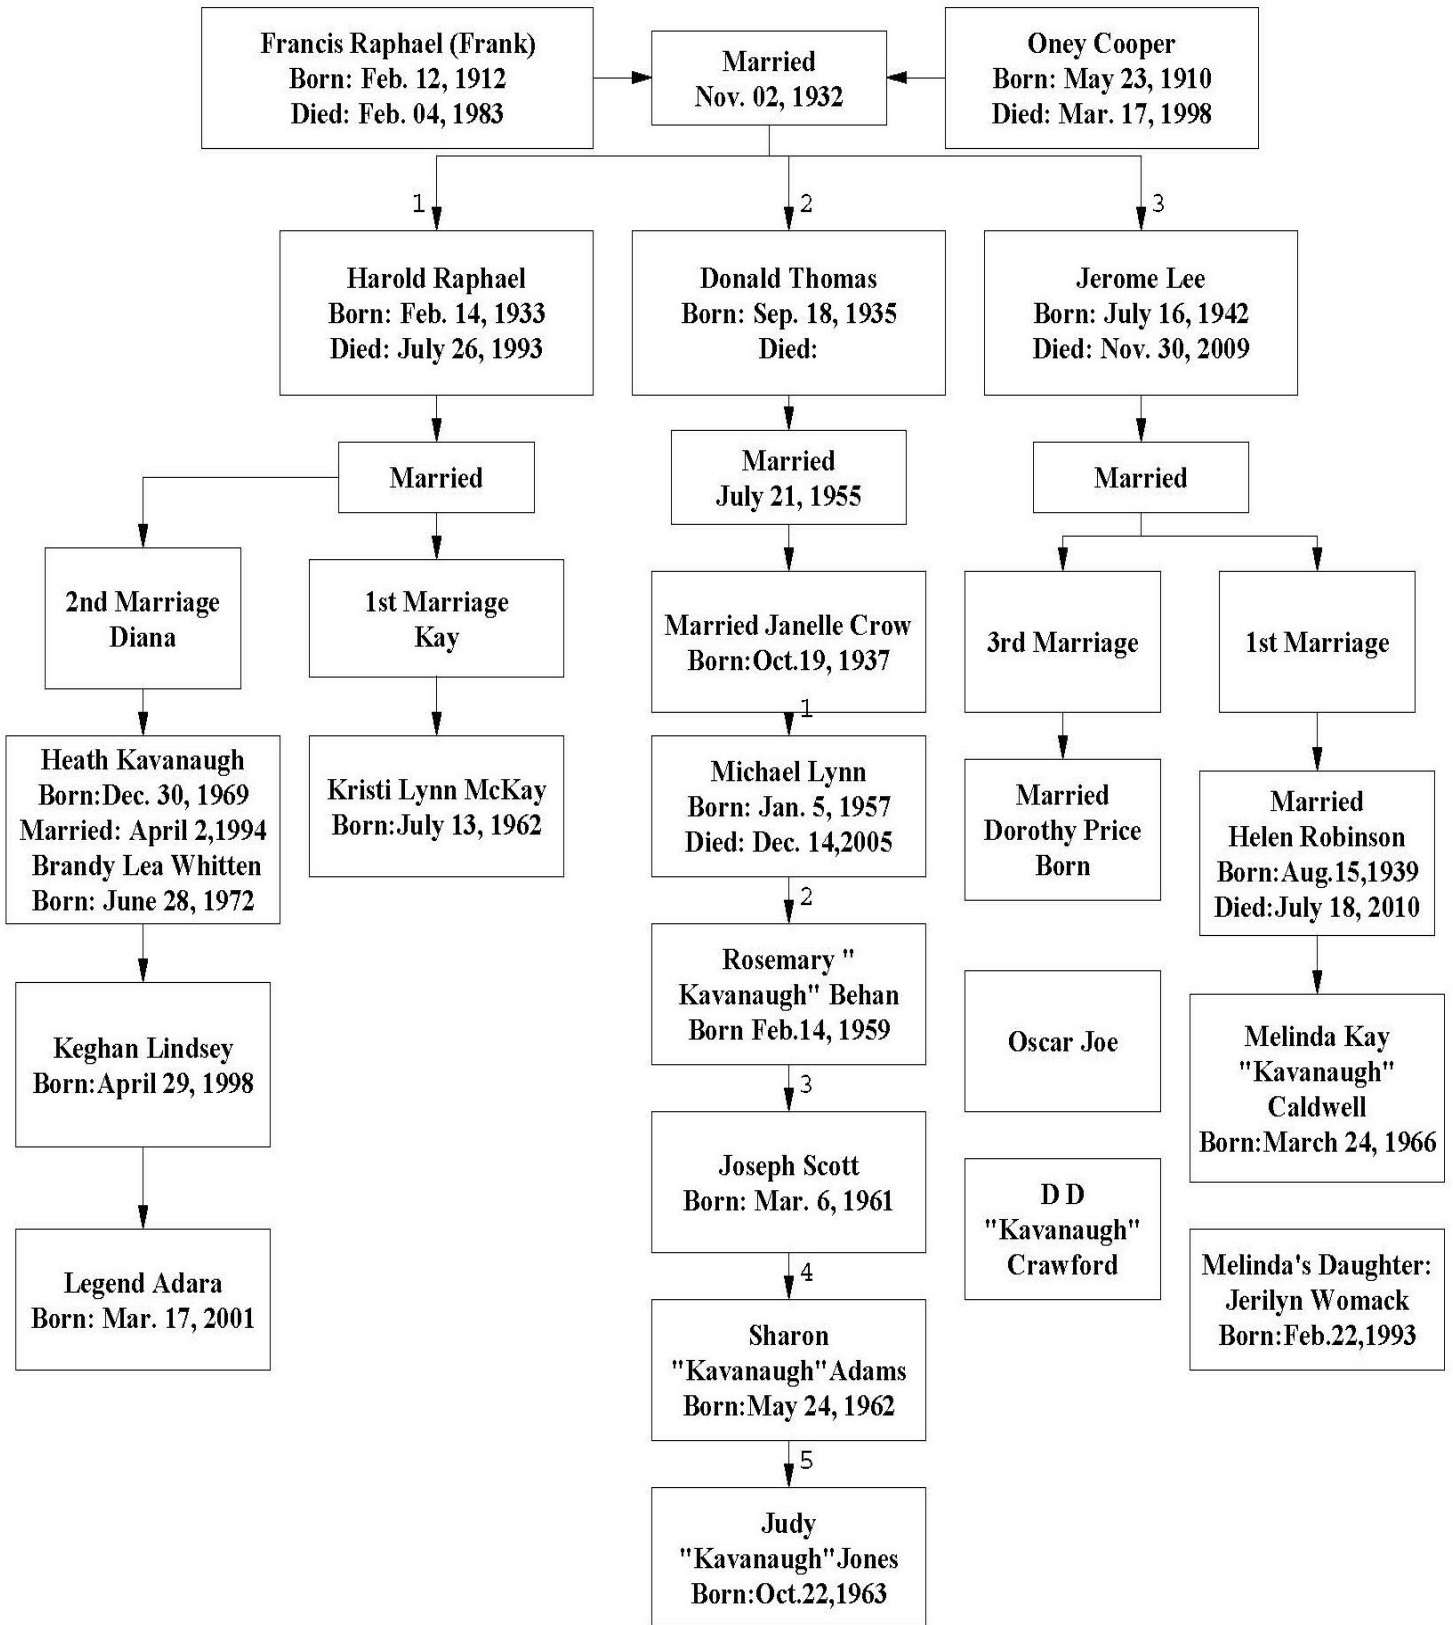 Francis Raphael (Frank)
Born: Feb. 12, 1912
Died: Feb. 04, 1983
Married
Nov. 02, 1932
Oney Cooper
Born: May 23, 1910
Died: Mar. 17, 1998
1
2
3
Harold Raphael
Born: Feb. 14, 1933
Died: July 26, 1993
Donald Thomas
Born: Sep. 18, 1935
Died:
Jerome Lee
Born: July 16, 1942
Died: Nov. 30, 2009
Married
Married
July 21, 1955
Married
2nd Marriage
Diana
1st Marriage
Kay
Married Janelle Crow
Born:Oct.19, 1937
3rd Marriage
1st Marriage
1
Heath Kavanaugh
Born:Dec. 30, 1969
Married: April 2,1994
Brandy Lea Whitten
Born: June 28, 1972
Kristi Lynn McKay
Born:July 13, 1962
Michael Lynn
Born: Jan. 5, 1957
Died: Dec. 14,2005
Married
Dorothy Price
Born
Married
Helen Robinson
Born:Aug.15,1939
Died:July 18, 2010
2
Keghan Lindsey
Born:April 29, 1998
Rosemary "
Kavanaugh" Behan
Born Feb.14, 1959
Oscar Joe
Melinda Kay
"Kavanaugh"
Caldwell
Born:March 24, 1966
3
Joseph Scott
Born: Mar. 6, 1961
D D
"Kavanaugh"
Crawford
Legend Adara
Born: Mar. 17, 2001
Melinda's Daughter:
Jerilyn Womack
Born:Feb.22,1993
4
Sharon
"Kavanaugh"Adams
Born:May 24, 1962
5
Judy
"Kavanaugh"Jones
Born:Oct.22,1963